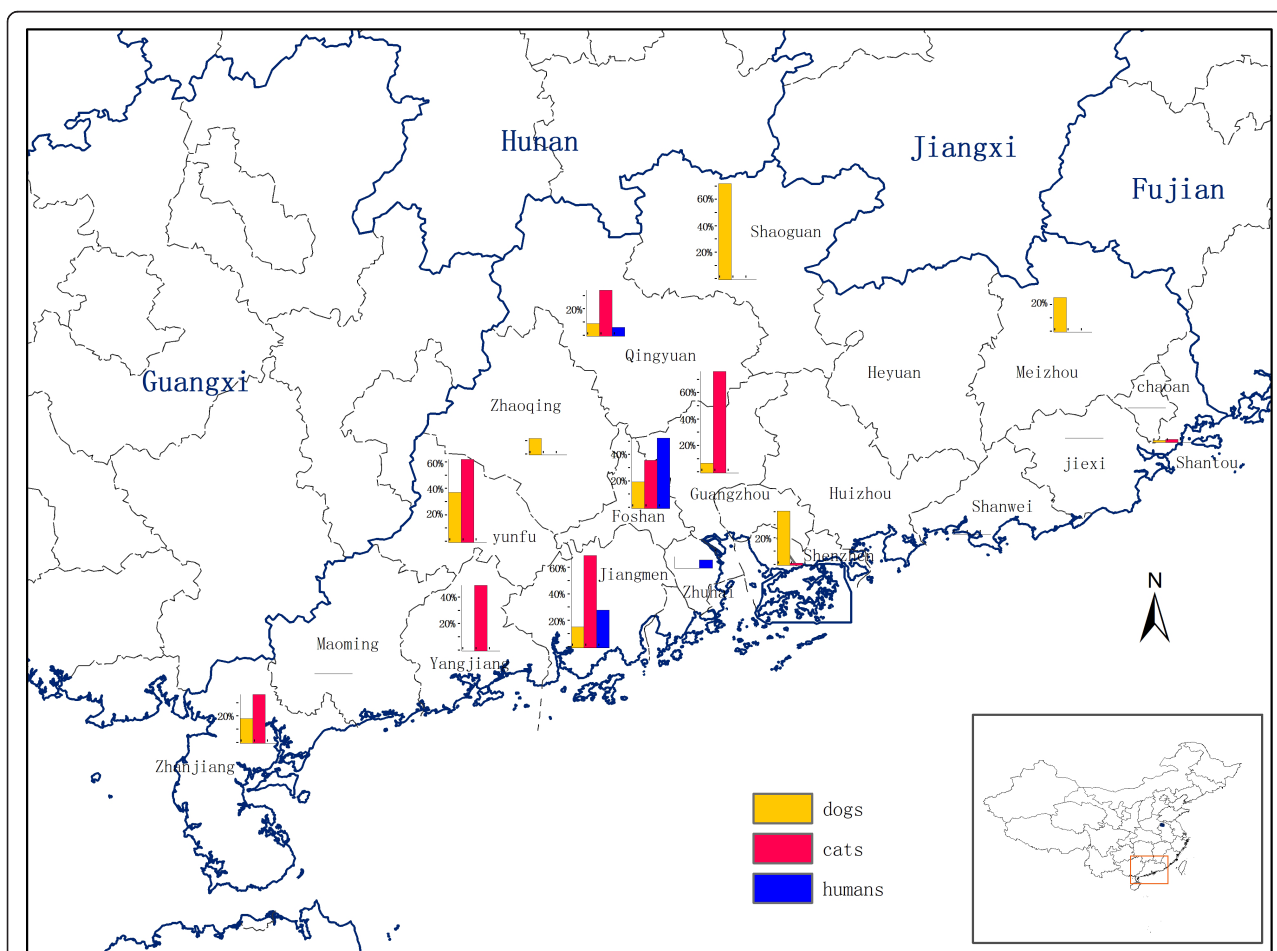 Hunan
Jiangxi
Fujian
60%
40%
20%
Shaoguan
20%
Qingyuan
20%
Meizhou
Heyuan
Guangxi
chaoan
Zhaoqing
60%
40%
20%
Guangzhou
60%
40%
20%
yunfu
40%
20%
Foshan
jiexi
Shantou
Huizhou
Shanwei
20%
Shenzhen
60%
40%
20%
Jiangmen
Zhuhai
40%
20%
Yangjiang
N
Maoming
20%
Zhanjiang
dogs
cats
humans